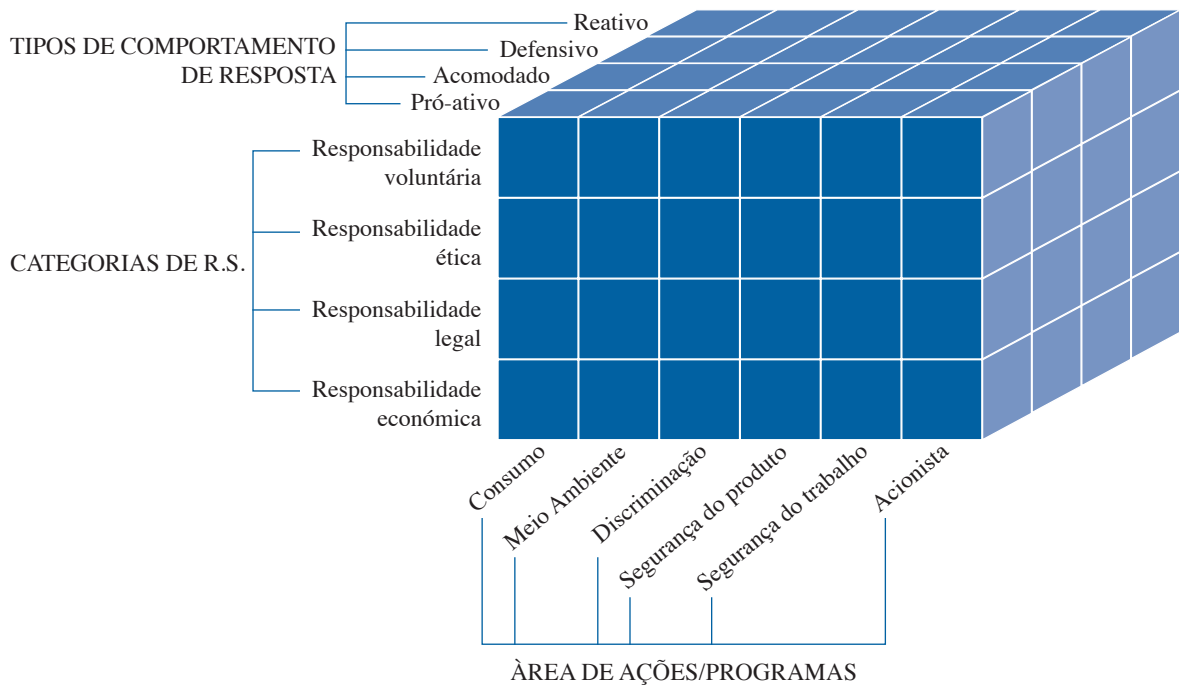 TIPOS DE COMPORTAMENTO
DE RESPOSTA
Reativo
Defensivo
Acomodado
Pró-ativo
CATEGORIAS DE R.S.
Responsabilidade
voluntária
Responsabilidade
ética
Responsabilidade
legal
Responsabilidade
económica
Consumo
Meio Ambiente
Discriminação
Segurança do produto
Segurança do trabalho
Acionista
ÀREA DE AÇÕES/PROGRAMAS